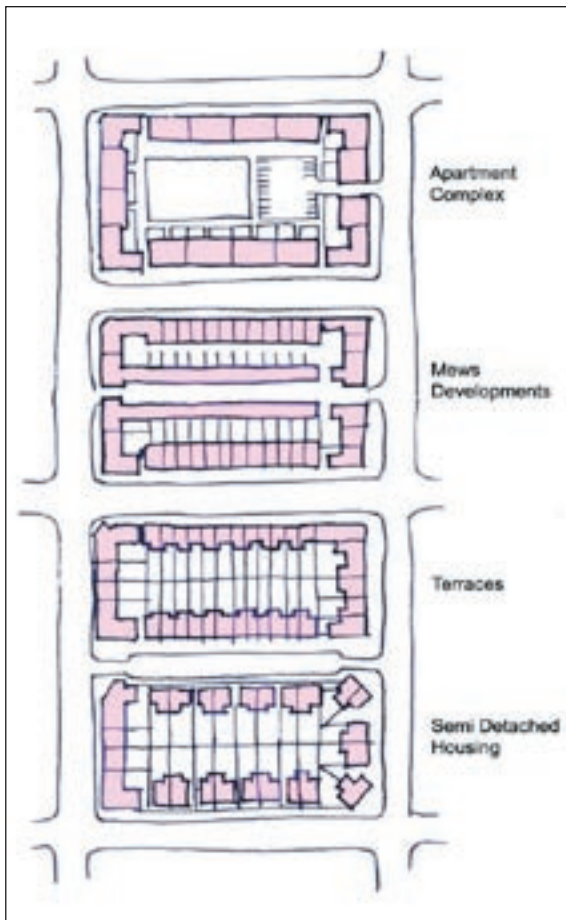 Apartment
Complex
Mews
Developments
Terraces
Semi Detached
Housing